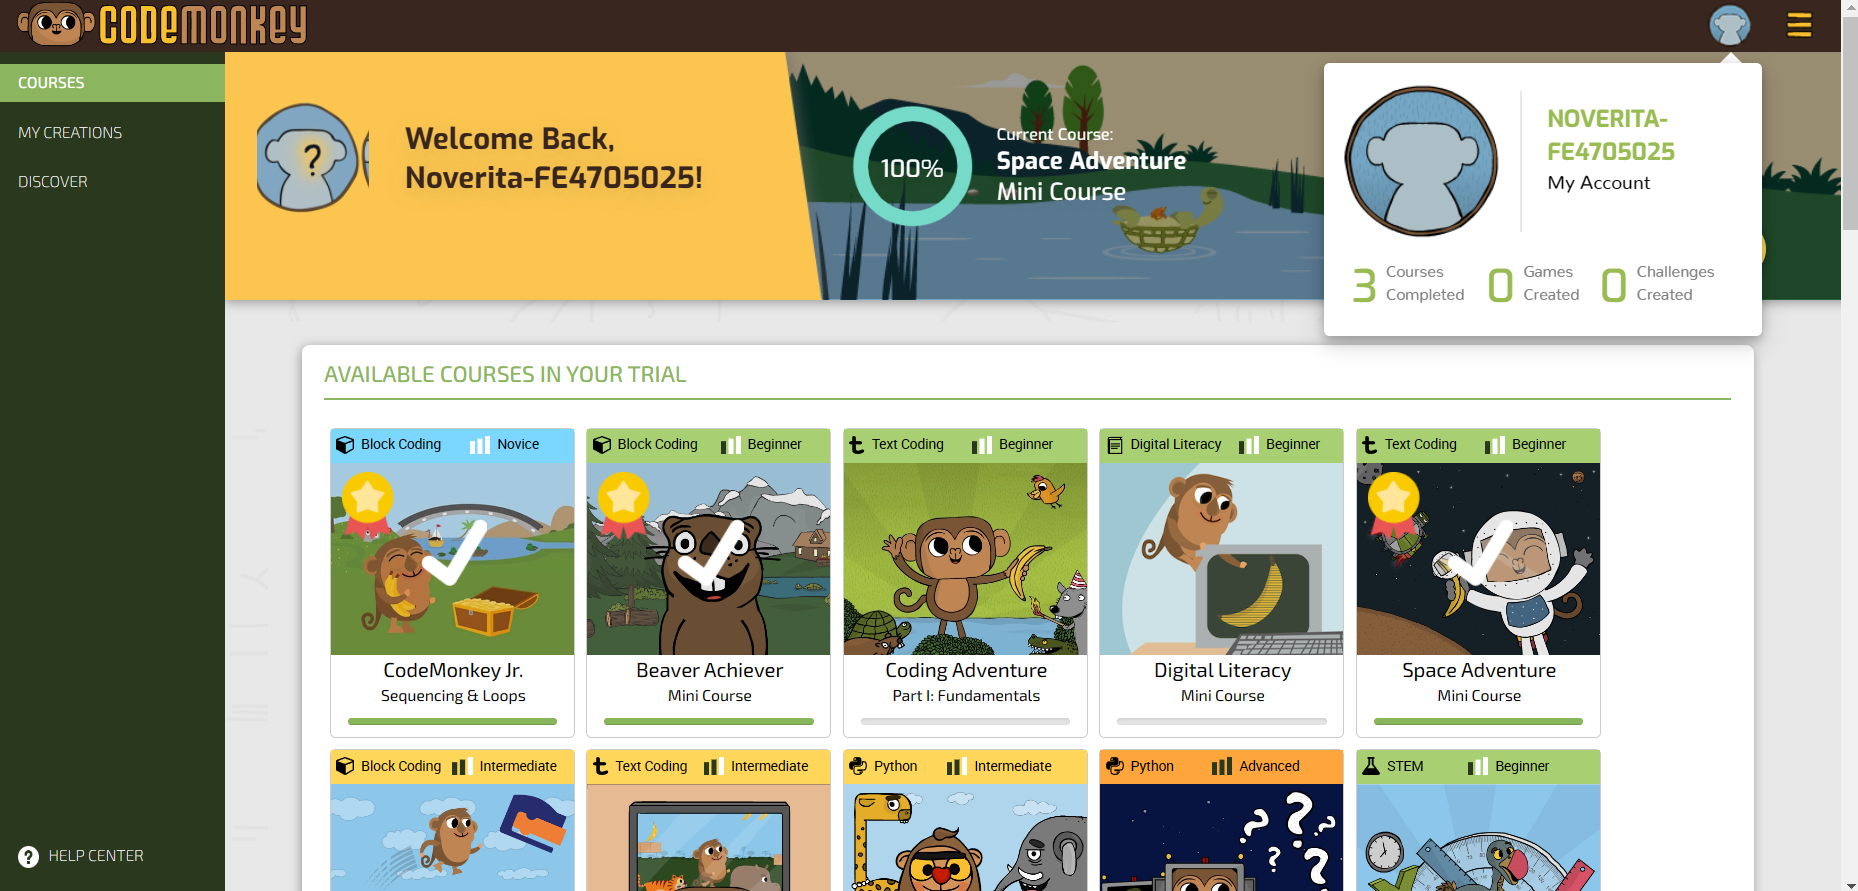 CODEMONKEY
COURSES
MY CREATIONS
DISCOVER
HELP CENTER
?
Welcome Back,
Noverita-FE4705025!
100%
Current Course:
Space Adventure
Mini Course
NOVERITA-
FE4705025
My Account
3 Courses Completed
0 Games Created
0 Challenges Created
AVAILABLE COURSES IN YOUR TRIAL
Block Coding Novice
CodeMonkey Jr.
Sequencing & Loops
Block Coding Beginner
Beaver Achiever
Mini Course
Text Coding Beginner
Coding Adventure
Part I: Fundamentals
Digital Literacy Beginner
Digital Literacy
Mini Course
Text Coding Beginner
Space Adventure
Mini Course
Block Coding Intermediate
Text Coding Intermediate
Python Intermediate
Python Advanced
? ? ? ? ?
STEM Beginner